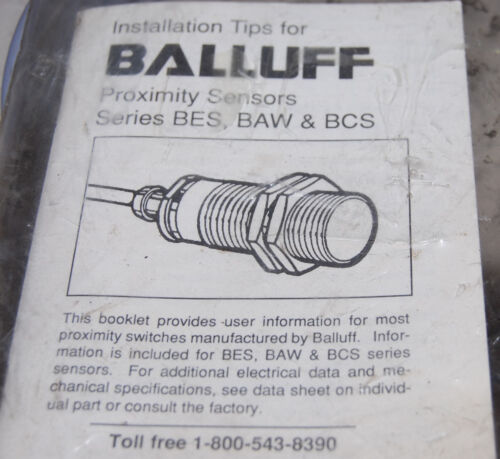 Installation Tips for
BALLUFF
Proximity Sensors
Series BES, BAW & BCS
This booklet provides user information for most
proximity switches manufactured by Balluff. Infor-
mation is included for BES, BAW & BCS series
sensors. For additional electrical data and me-
chanical specifications, see data sheet on individ-
ual part or consult the factory.
Toll free 1-800-543-8390